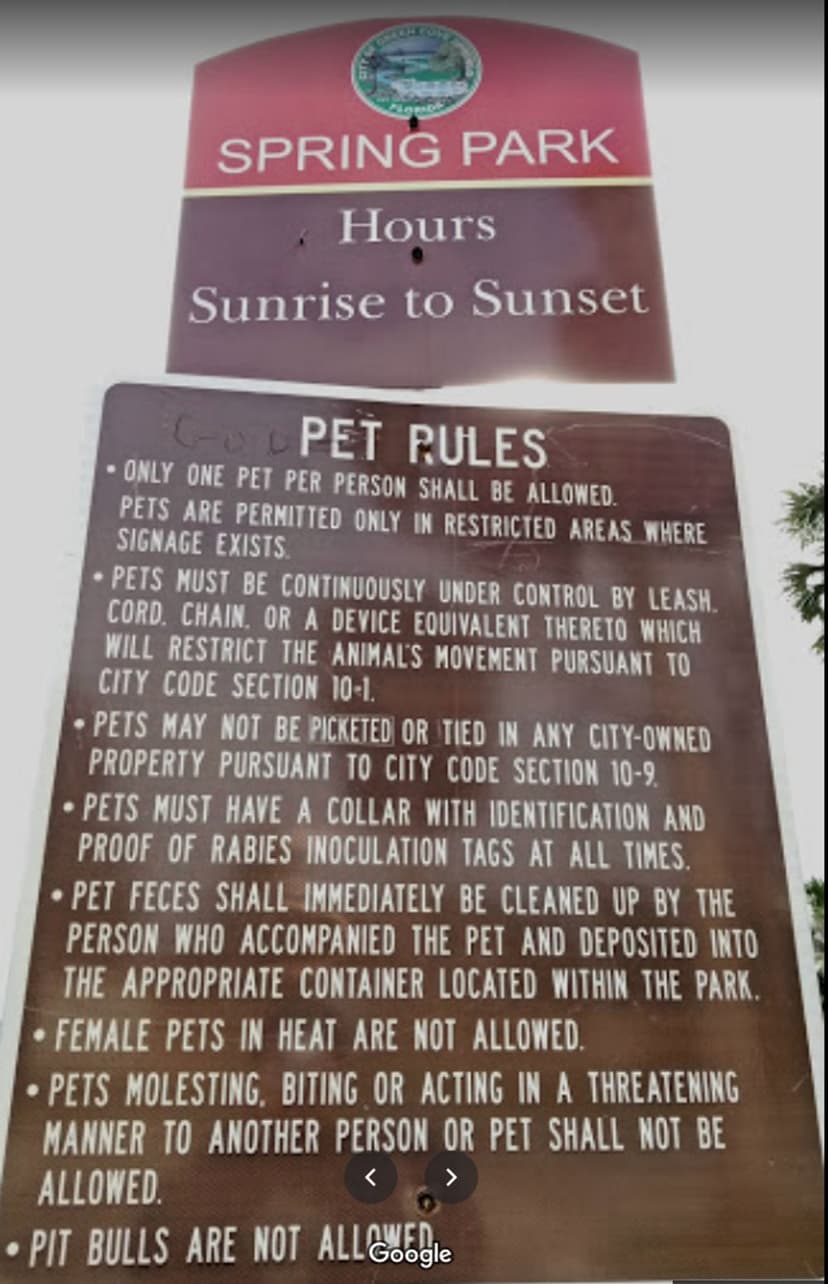 CITY OF GREEN COVE SPRINGS
FLORIDA
SPRING PARK
Hours
Sunrise to Sunset
PET RULES
• ONLY ONE PET PER PERSON SHALL BE ALLOWED.
PETS ARE PERMITTED ONLY IN RESTRICTED AREAS WHERE
SIGNAGE EXISTS.
• PETS MUST BE CONTINUOUSLY UNDER CONTROL BY LEASH,
CORD, CHAIN, OR A DEVICE EQUIVALENT THERETO WHICH
WILL RESTRICT THE ANIMAL'S MOVEMENT PURSUANT TO
CITY CODE SECTION 10-1.
• PETS MAY NOT BE PICKETED OR TIED IN ANY CITY-OWNED
PROPERTY PURSUANT TO CITY CODE SECTION 10-9.
• PETS MUST HAVE A COLLAR WITH IDENTIFICATION AND
PROOF OF RABIES INOCULATION TAGS AT ALL TIMES.
• PET FECES SHALL IMMEDIATELY BE CLEANED UP BY THE
PERSON WHO ACCOMPANIED THE PET AND DEPOSITED INTO
THE APPROPRIATE CONTAINER LOCATED WITHIN THE PARK.
• FEMALE PETS IN HEAT ARE NOT ALLOWED.
• PETS MOLESTING, BITING OR ACTING IN A THREATENING
MANNER TO ANOTHER PERSON OR PET SHALL NOT BE
ALLOWED.
• PIT BULLS ARE NOT ALLOWED
Google